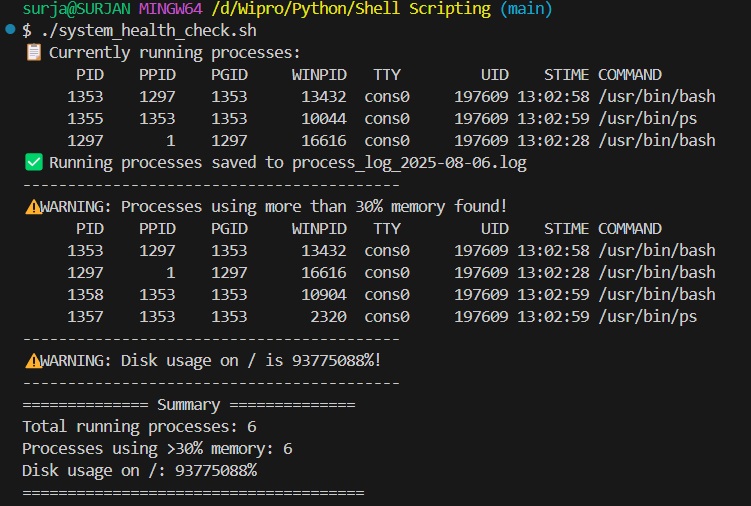 surja@SURJAN MINGW64 /d/Wipro/Python/Shell Scripting (main)
$ ./system_health_check.sh
📋 Currently running processes:
      PID    PPID    PGID     WINPID   TTY         UID    STIME COMMAND
     1353    1297    1353      13432  cons0     197609 13:02:58 /usr/bin/bash
     1355    1353    1353      10044  cons0     197609 13:02:59 /usr/bin/ps
     1297       1    1297      16616  cons0     197609 13:02:28 /usr/bin/bash
✅ Running processes saved to process_log_2025-08-06.log
------------------------------------------
⚠️WARNING: Processes using more than 30% memory found!
      PID    PPID    PGID     WINPID   TTY         UID    STIME COMMAND
     1353    1297    1353      13432  cons0     197609 13:02:58 /usr/bin/bash
     1297       1    1297      16616  cons0     197609 13:02:28 /usr/bin/bash
     1358    1353    1353      10904  cons0     197609 13:02:59 /usr/bin/bash
     1357    1353    1353       2320  cons0     197609 13:02:59 /usr/bin/ps
------------------------------------------
⚠️WARNING: Disk usage on / is 93775088%!
------------------------------------------
============== Summary ==============
Total running processes: 6
Processes using >30% memory: 6
Disk usage on /: 93775088%
======================================